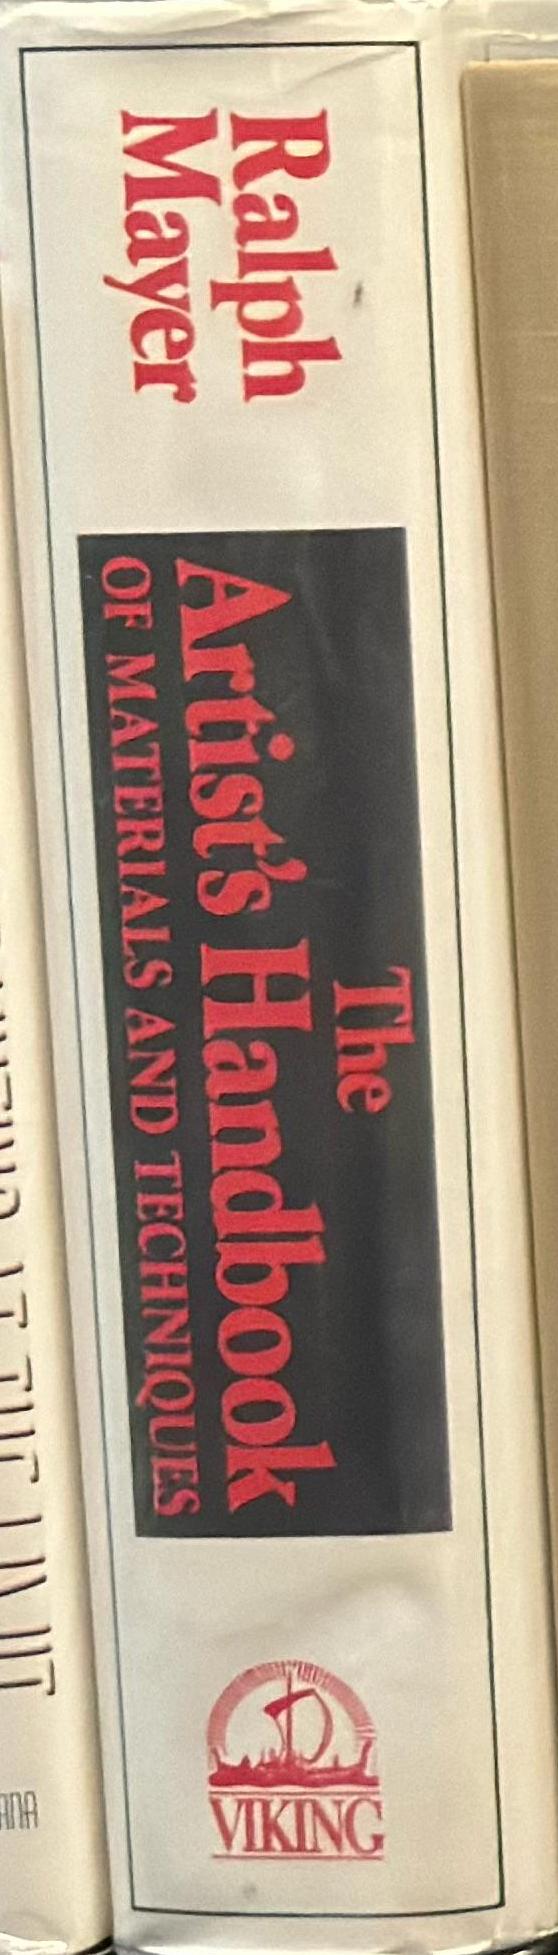 Ralph
Mayer
The
Artist's Handbook
OF MATERIALS AND TECHNIQUES
VIKING